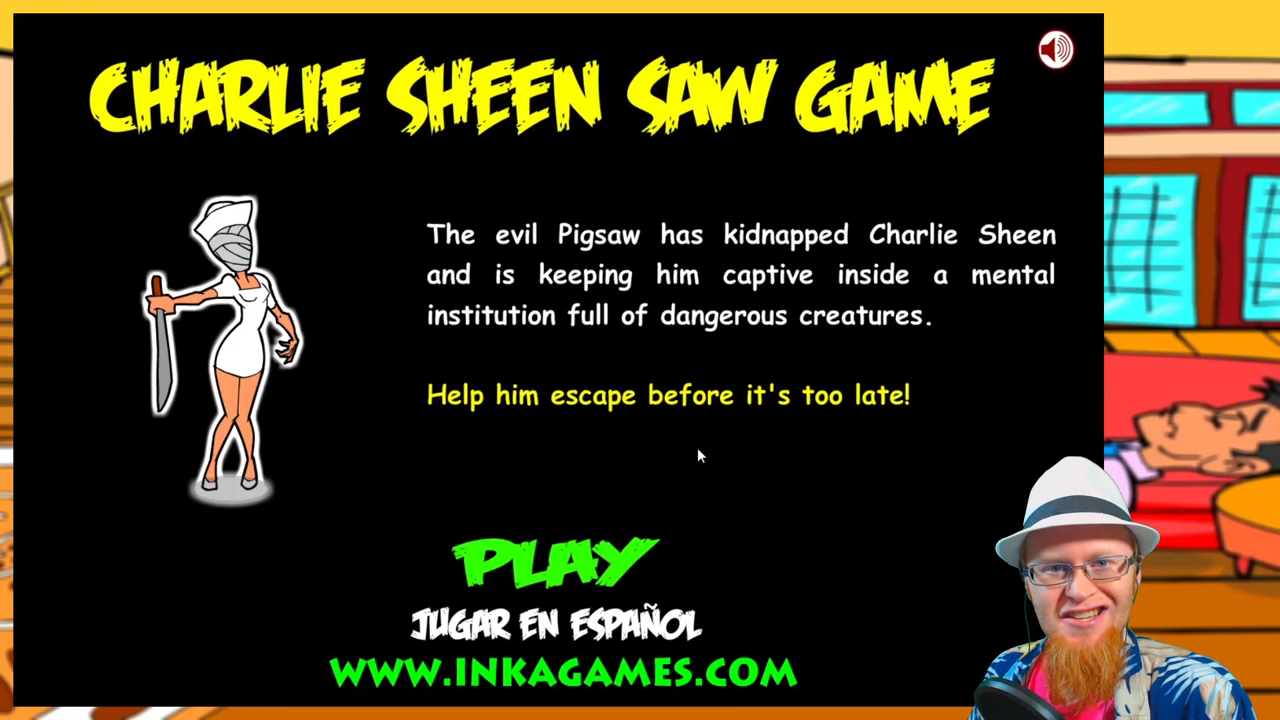 CHARLIE SHEEN SAW GAME
The evil Pigsaw has kidnapped Charlie Sheen
and is keeping him captive inside a mental
institution full of dangerous creatures.
Help him escape before it's too late!
PLAY
JUGAR EN ESPAÑOL
WWW.INKAGAMES.COM